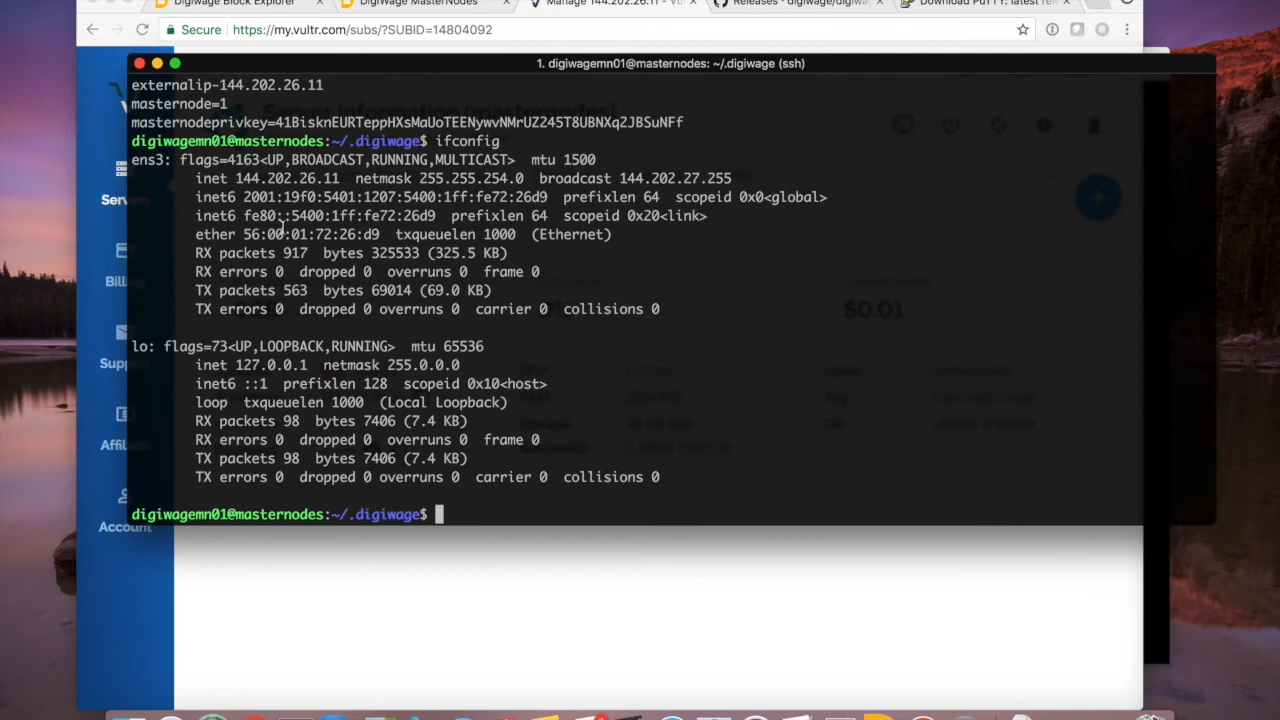 DigiWage Block Explorer
DigiWage MasterNodes
Manage 144.202.26.11 - Vu
Releases · digiwage/digiwa
Download PuTTY: latest rel
Secure
https://my.vultr.com/subs/?SUBID=14804092
1. digiwagemn01@masternodes: ~/.digiwage (ssh)
externalip-144.202.26.11
masternode=1
masternodeprivkey=41BisknEURTeppHXsMaUoTEENywvNMrUZ245T8UBNXq2JBSuNFf
digiwagemn01@masternodes:~/.digiwage$ ifconfig
ens3: flags=4163<UP,BROADCAST,RUNNING,MULTICAST> mtu 1500
inet 144.202.26.11 netmask 255.255.254.0 broadcast 144.202.27.255
inet6 2001:19f0:5401:1207:5400:1ff:fe72:26d9 prefixlen 64 scopeid 0x0<global>
inet6 fe80::5400:1ff:fe72:26d9 prefixlen 64 scopeid 0x20<link>
ether 56:00:01:72:26:d9 txqueuelen 1000 (Ethernet)
RX packets 917 bytes 325533 (325.5 KB)
RX errors 0 dropped 0 overruns 0 frame 0
TX packets 563 bytes 69014 (69.0 KB)
TX errors 0 dropped 0 overruns 0 carrier 0 collisions 0
lo: flags=73<UP,LOOPBACK,RUNNING> mtu 65536
inet 127.0.0.1 netmask 255.0.0.0
inet6 ::1 prefixlen 128 scopeid 0x10<host>
loop txqueuelen 1000 (Local Loopback)
RX packets 98 bytes 7406 (7.4 KB)
RX errors 0 dropped 0 overruns 0 frame 0
TX packets 98 bytes 7406 (7.4 KB)
TX errors 0 dropped 0 overruns 0 carrier 0 collisions 0
digiwagemn01@masternodes:~/.digiwage$
Server Information (masternodes)
$0.01
Serve
Billi
Supp
Affili
Account